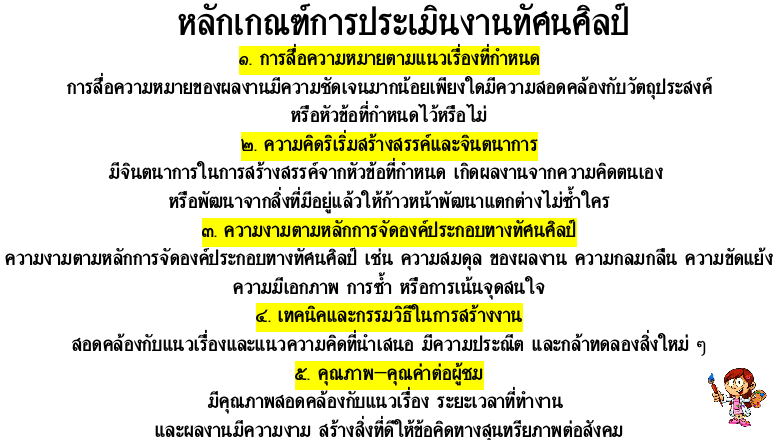 หลักเกณฑ์การประเมินงานทัศนศิลป์
๑. การสื่อความหมายตามแนวเรื่องที่กำหนด
การสื่อความหมายของผลงานมีความชัดเจนมากน้อยเพียงใดมีความสอดคล้องกับวัตถุประสงค์
หรือหัวข้อที่กำหนดไว้หรือไม่
๒. ความคิดริเริ่มสร้างสรรค์และจินตนาการ
มีจินตนาการในการสร้างสรรค์จากหัวข้อที่กำหนด เกิดผลงานจากความคิดตนเอง
หรือพัฒนาจากสิ่งที่มีอยู่แล้วให้ก้าวหน้าพัฒนาแตกต่างไม่ซ้ำใคร
๓. ความงามตามหลักการจัดองค์ประกอบทางทัศนศิลป์
ความงามตามหลักการจัดองค์ประกอบทางทัศนศิลป์ เช่น ความสมดุล ของผลงาน ความกลมกลืน ความขัดแย้ง
ความมีเอกภาพ การซ้ำ หรือการเน้นจุดสนใจ
๔. เทคนิคและกรรมวิธีในการสร้างงาน
สอดคล้องกับแนวเรื่องและแนวความคิดที่นำเสนอ มีความประณีต และกล้าทดลองสิ่งใหม่ ๆ
๕. คุณภาพ-คุณค่าต่อผู้ชม
มีคุณภาพสอดคล้องกับแนวเรื่อง ระยะเวลาที่ทำงาน
และผลงานมีความงาม สร้างสิ่งที่ดีให้ข้อคิดทางสุนทรียภาพต่อสังคม